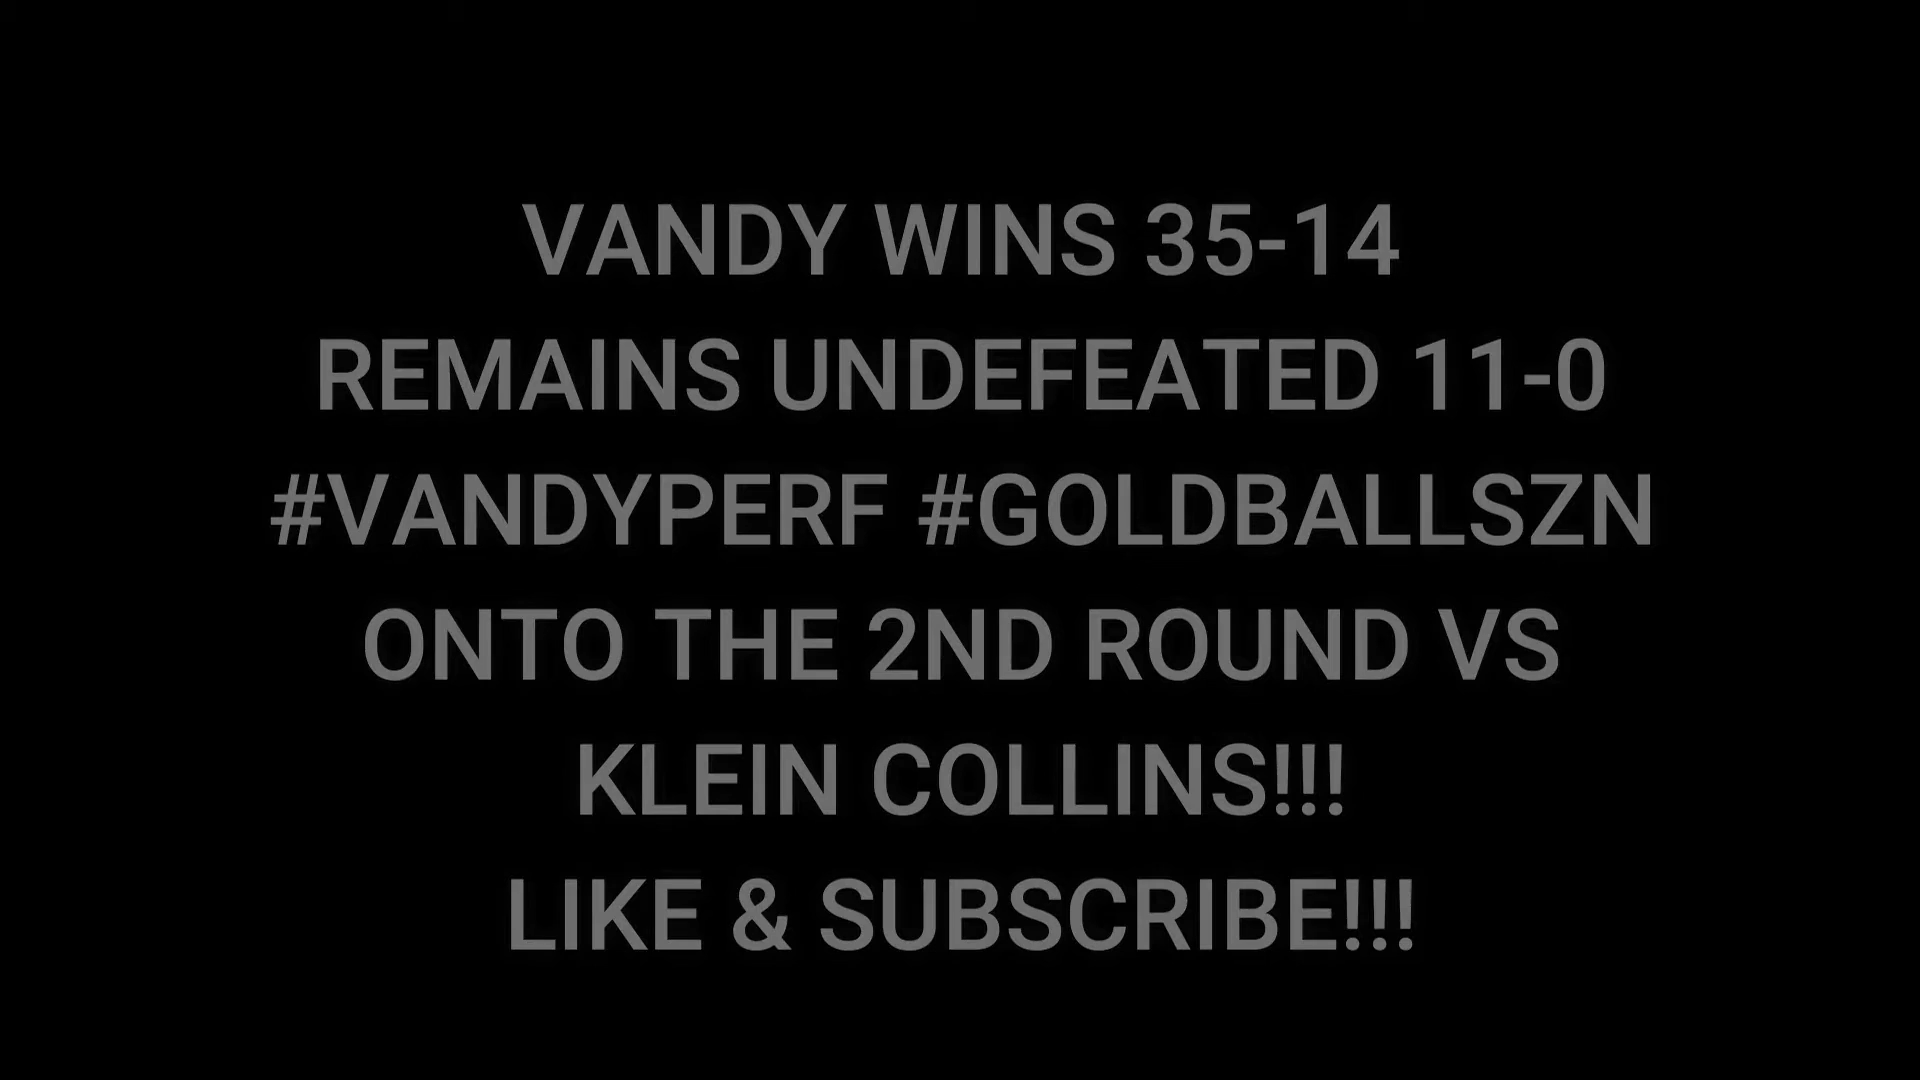 VANDY WINS 35-14
REMAINS UNDEFEATED 11-0
#VANDYPERF #GOLDBALLSZN
ONTO THE 2ND ROUND VS
KLEIN COLLINS!!!
LIKE & SUBSCRIBE!!!